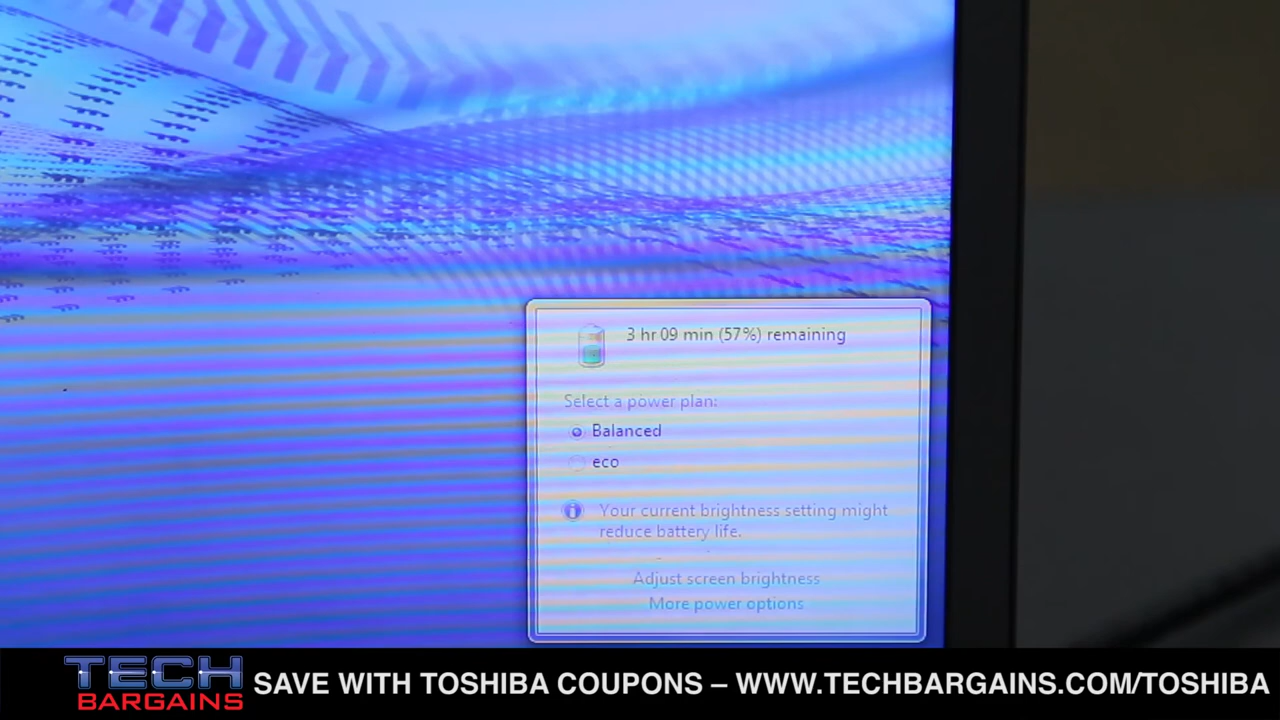 3 hr 09 min (57%) remaining
Select a power plan:
Balanced
eco
Your current brightness setting might
reduce battery life.
Adjust screen brightness
More power options
TECH
BARGAINS
SAVE WITH TOSHIBA COUPONS – WWW.TECHBARGAINS.COM/TOSHIBA